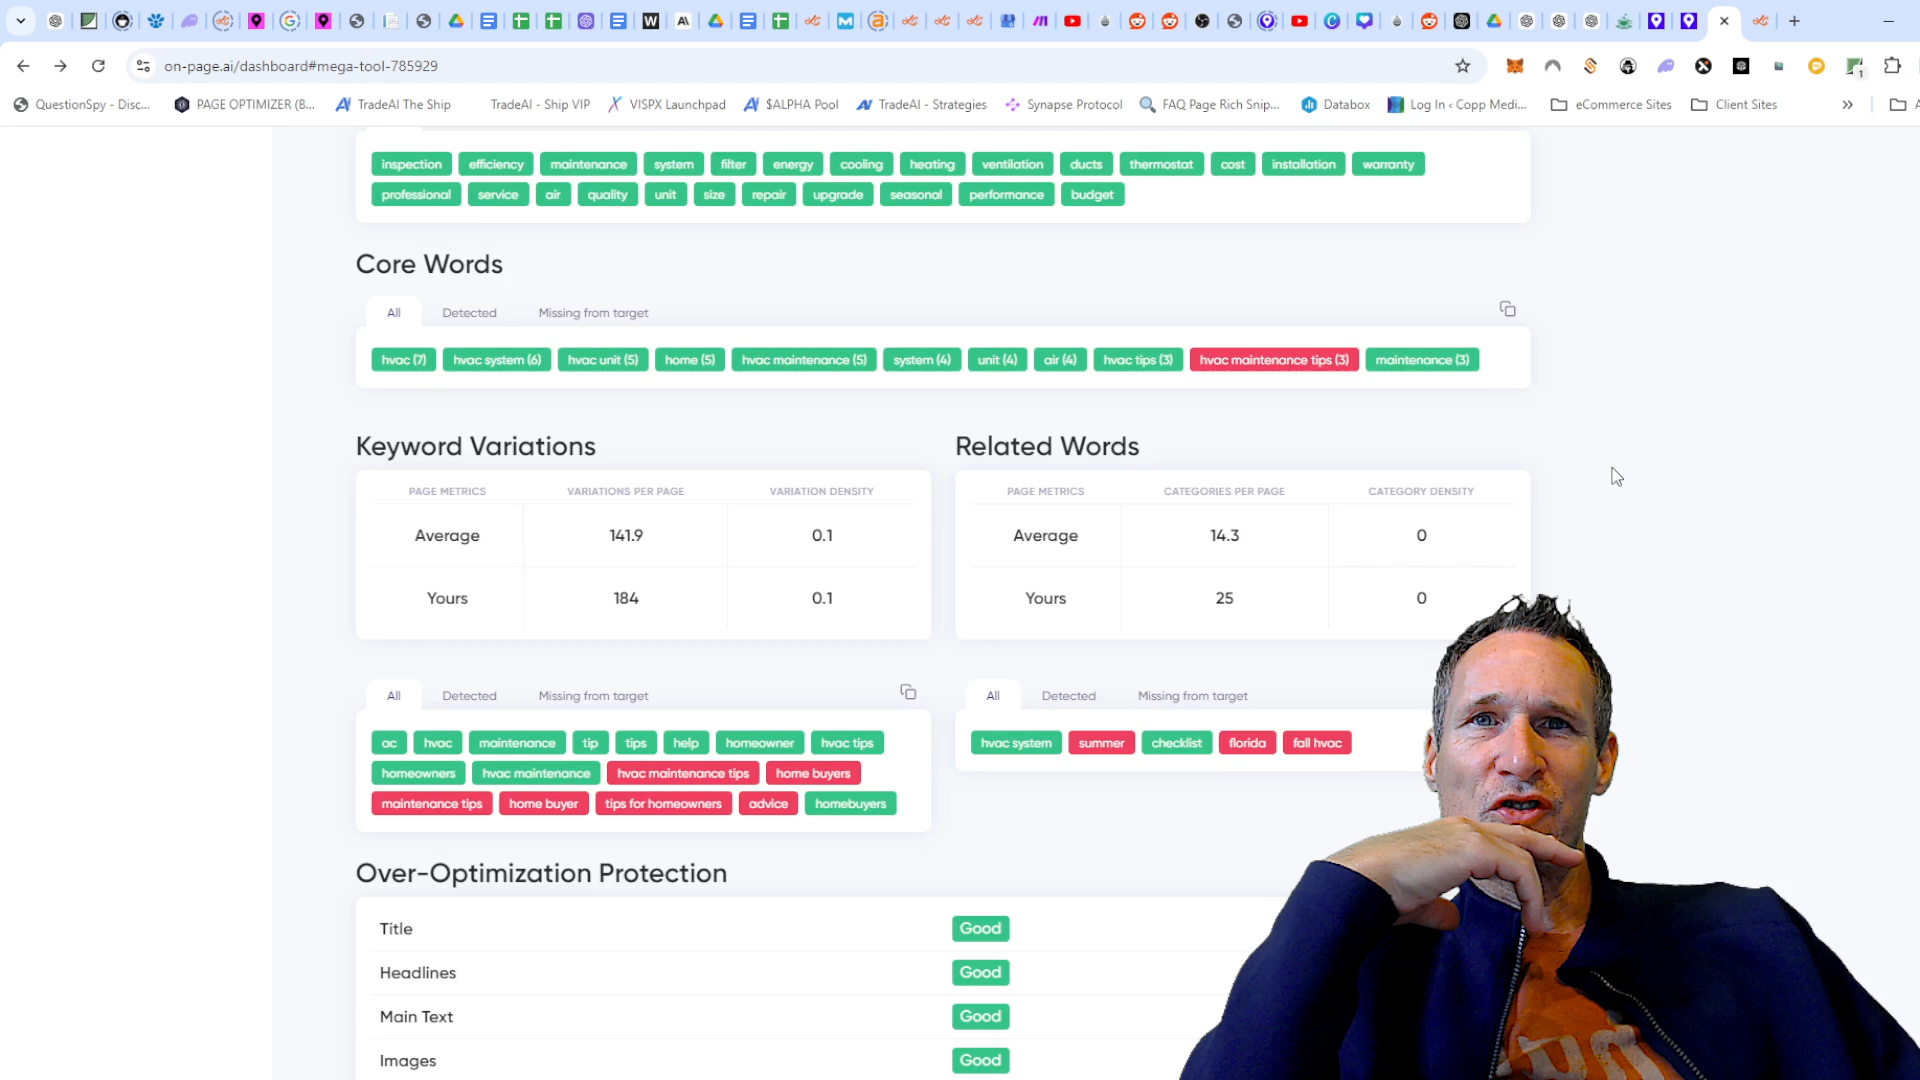 on-page.ai/dashboard#mega-tool-785929
QuestionSpy - Disc... PAGE OPTIMIZER (B... TradeAI The Ship TradeAI - Ship VIP VISPX Launchpad $ALPHA Pool TradeAI - Strategies Synapse Protocol FAQ Page Rich Snip... Databox Log In ‹ Copp Medi... eCommerce Sites Client Sites
inspection efficiency maintenance system filter energy cooling heating ventilation ducts thermostat cost installation warranty
professional service air quality unit size repair upgrade seasonal performance budget
Core Words
All Detected Missing from target
hvac (7) hvac system (6) hvac unit (5) home (5) hvac maintenance (5) system (4) unit (4) air (4) hvac tips (3) hvac maintenance tips (3) maintenance (3)
Keyword Variations
PAGE METRICS VARIATIONS PER PAGE VARIATION DENSITY
Average 141.9 0.1
Yours 184 0.1
Related Words
PAGE METRICS CATEGORIES PER PAGE CATEGORY DENSITY
Average 14.3 0
Yours 25 0
All Detected Missing from target
ac hvac maintenance tip tips help homeowner hvac tips
homeowners hvac maintenance hvac maintenance tips home buyers
maintenance tips home buyer tips for homeowners advice homebuyers
All Detected Missing from target
hvac system summer checklist florida fall hvac
Over-Optimization Protection
Title Good
Headlines Good
Main Text Good
Images Good